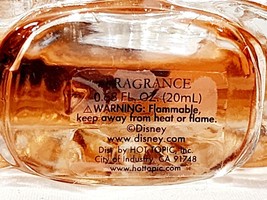 FRAGRANCE
0.68 FL. OZ. (20mL)
⚠WARNING: Flammable,
keep away from heat or flame.
©Disney
www.disney.com
Dist. by HOT TOPIC, Inc.
City of Industry, CA 91748
www.hottopic.com